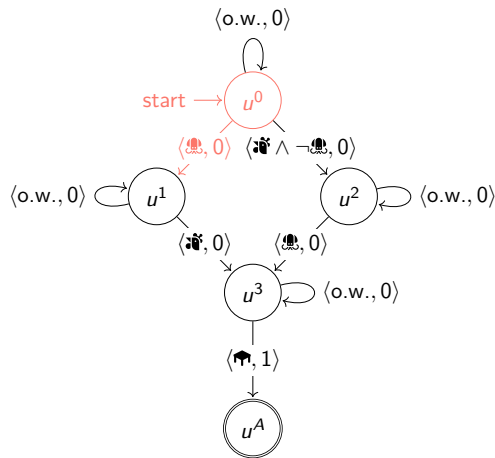 ⟨o.w., 0⟩
start
u⁰
⟨🐙, 0⟩ ⟨🐇 ∧ ¬🐙, 0⟩
⟨o.w., 0⟩ u¹ u² ⟨o.w., 0⟩
⟨🐇, 0⟩ ⟨🐙, 0⟩
u³ ⟨o.w., 0⟩
⟨, 1⟩
uᴬ